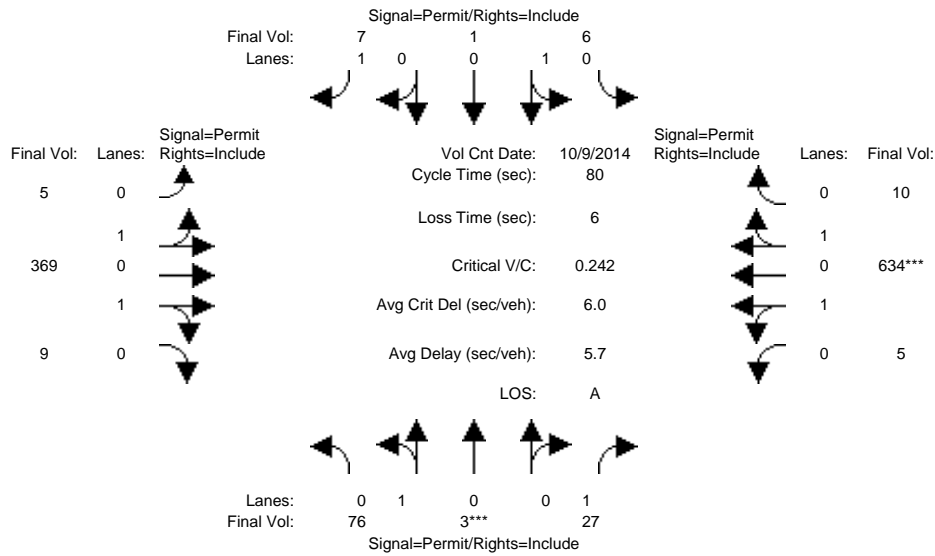 Signal=Permit/Rights=Include
Final Vol: 7 1 6
Lanes: 1 0 0 1 0
Signal=Permit Signal=Permit
Final Vol: Lanes: Rights=Include Vol Cnt Date: 10/9/2014 Rights=Include Lanes: Final Vol:
Cycle Time (sec): 80
5 0 0 10
Loss Time (sec): 6
1 1
369 0 Critical V/C: 0.242 0 634***
1 Avg Crit Del (sec/veh): 6.0 1
9 0 Avg Delay (sec/veh): 5.7 0 5
LOS: A
Lanes: 0 1 0 0 1
Final Vol: 76 3*** 27
Signal=Permit/Rights=Include